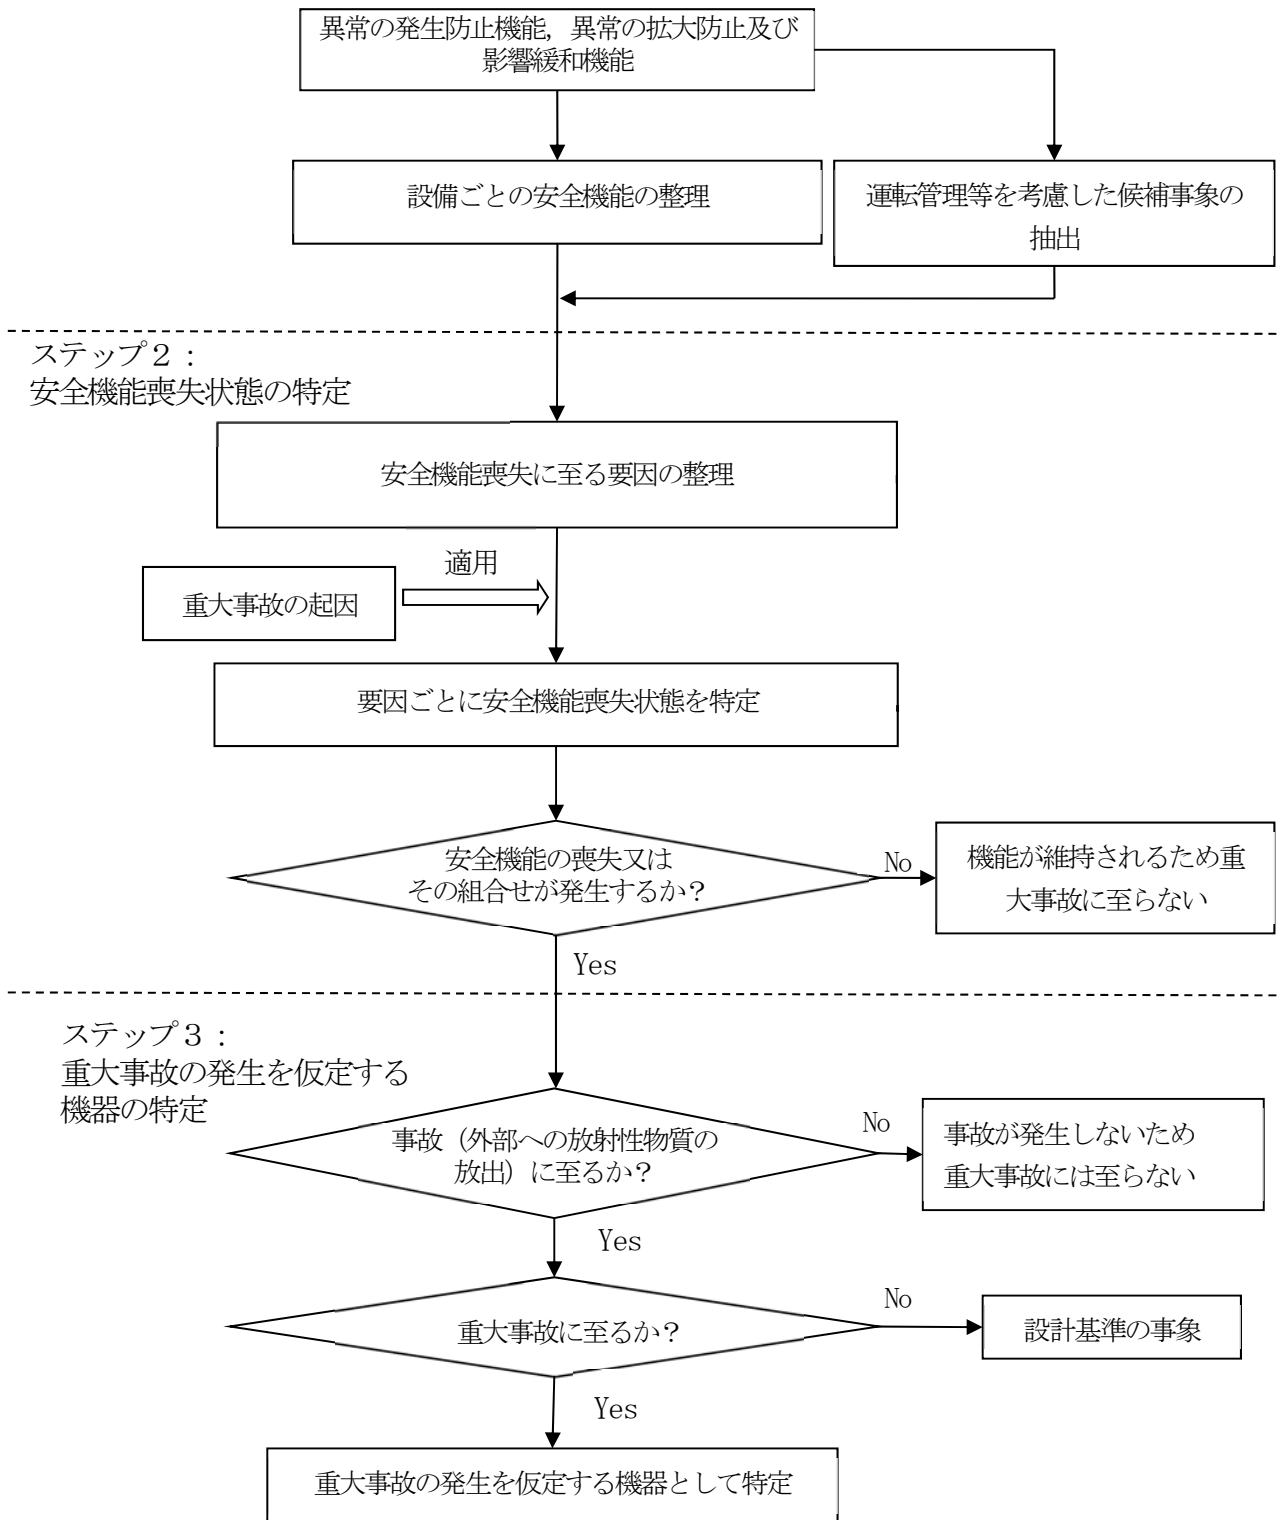 異常の発生防止機能，異常の拡大防止及び
影響緩和機能
設備ごとの安全機能の整理
運転管理等を考慮した候補事象の
抽出
ステップ２：
安全機能喪失状態の特定
安全機能喪失に至る要因の整理
適用
重大事故の起因
要因ごとに安全機能喪失状態を特定
安全機能の喪失又は
その組合せが発生するか？
No
機能が維持されるため重
大事故に至らない
Yes
ステップ３：
重大事故の発生を仮定する
機器の特定
事故（外部への放射性物質の
放出）に至るか？
No
事故が発生しないため
重大事故には至らない
Yes
重大事故に至るか？
No
設計基準の事象
Yes
重大事故の発生を仮定する機器として特定